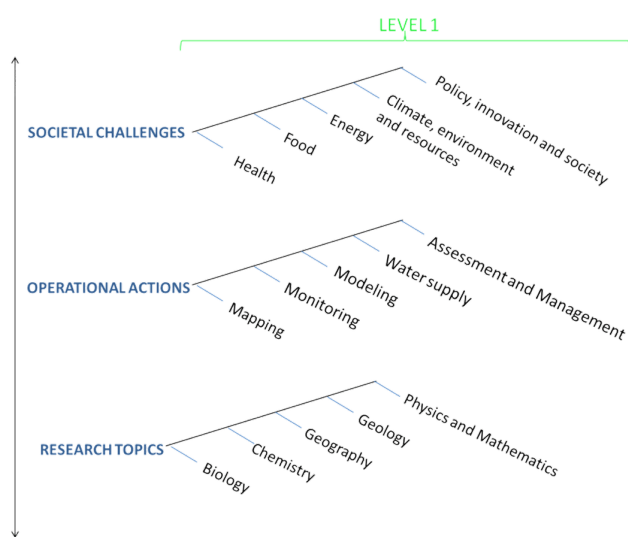 LEVEL 1
SOCIETAL CHALLENGES
Health
Food
Energy
Climate, environment
and resources
Policy, innovation and society
OPERATIONAL ACTIONS
Mapping
Monitoring
Modeling
Water supply
Assessment and Management
RESEARCH TOPICS
Biology
Chemistry
Geography
Geology
Physics and Mathematics